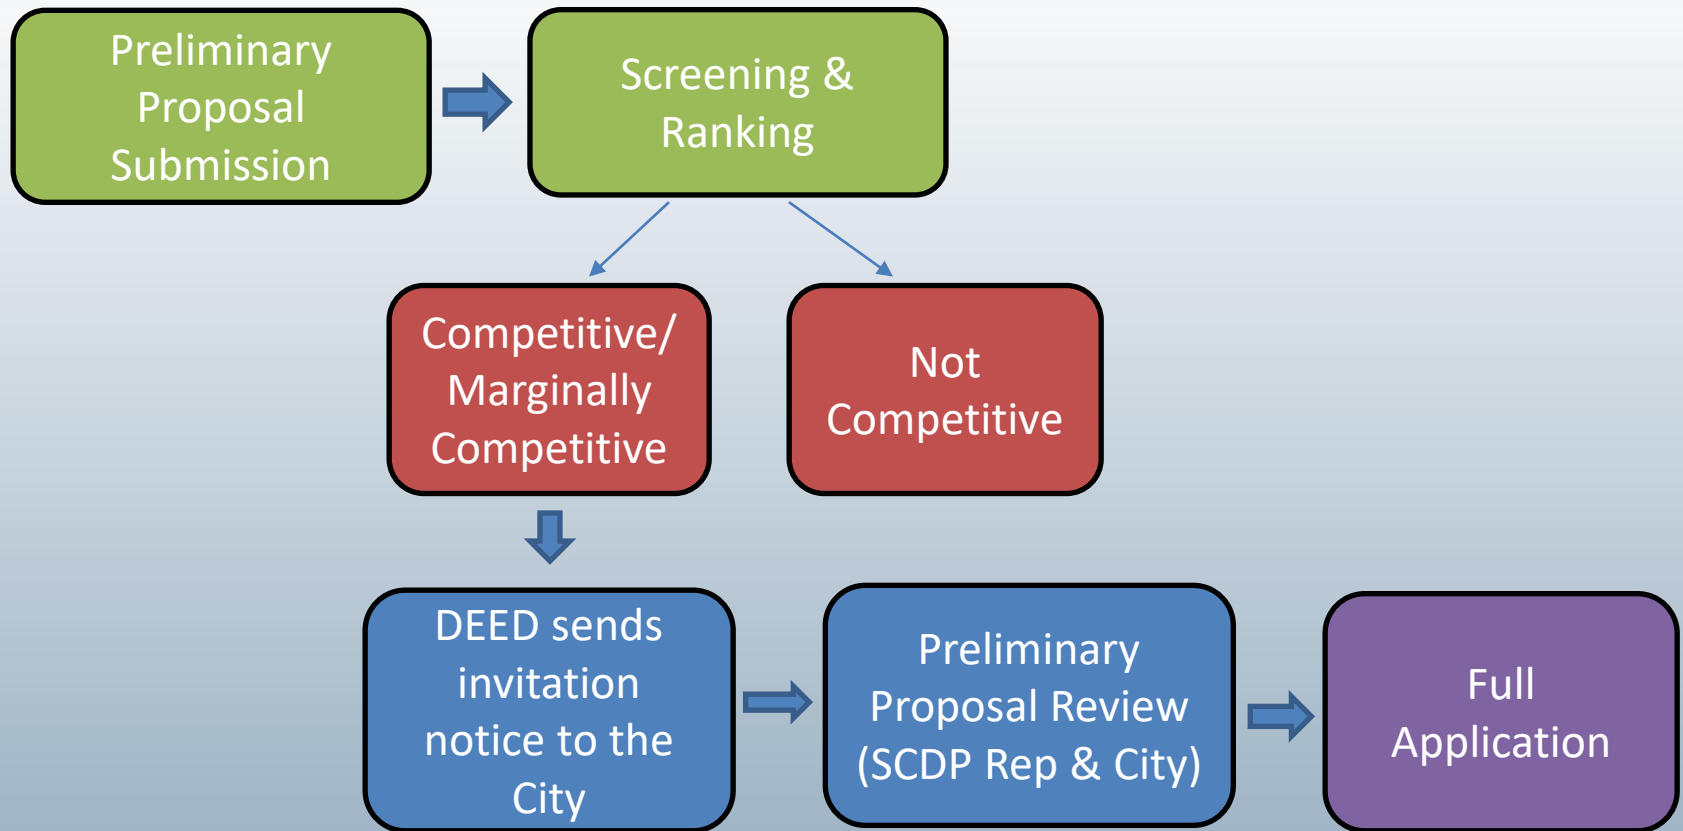 Preliminary
Proposal
Submission
Screening &
Ranking
Competitive/
Marginally
Competitive
Not
Competitive
DEED sends
invitation
notice to the
City
Preliminary
Proposal Review
(SCDP Rep & City)
Full
Application